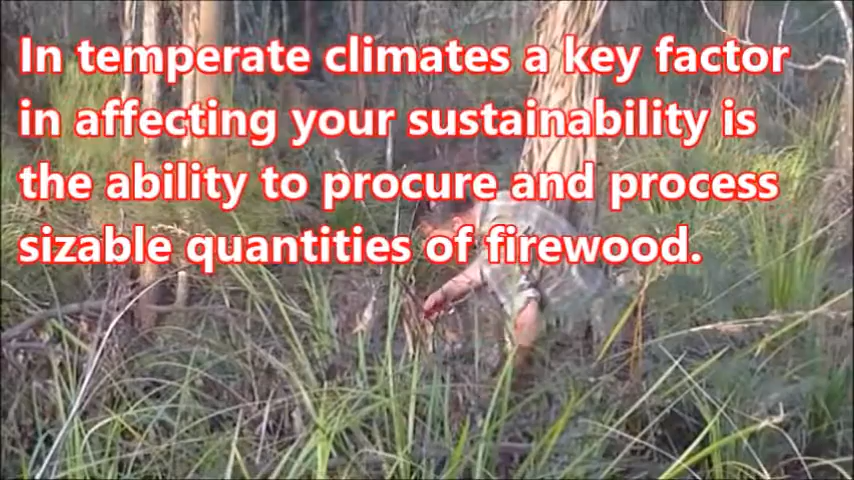 In temperate climates a key factor
in affecting your sustainability is
the ability to procure and process
sizable quantities of firewood.